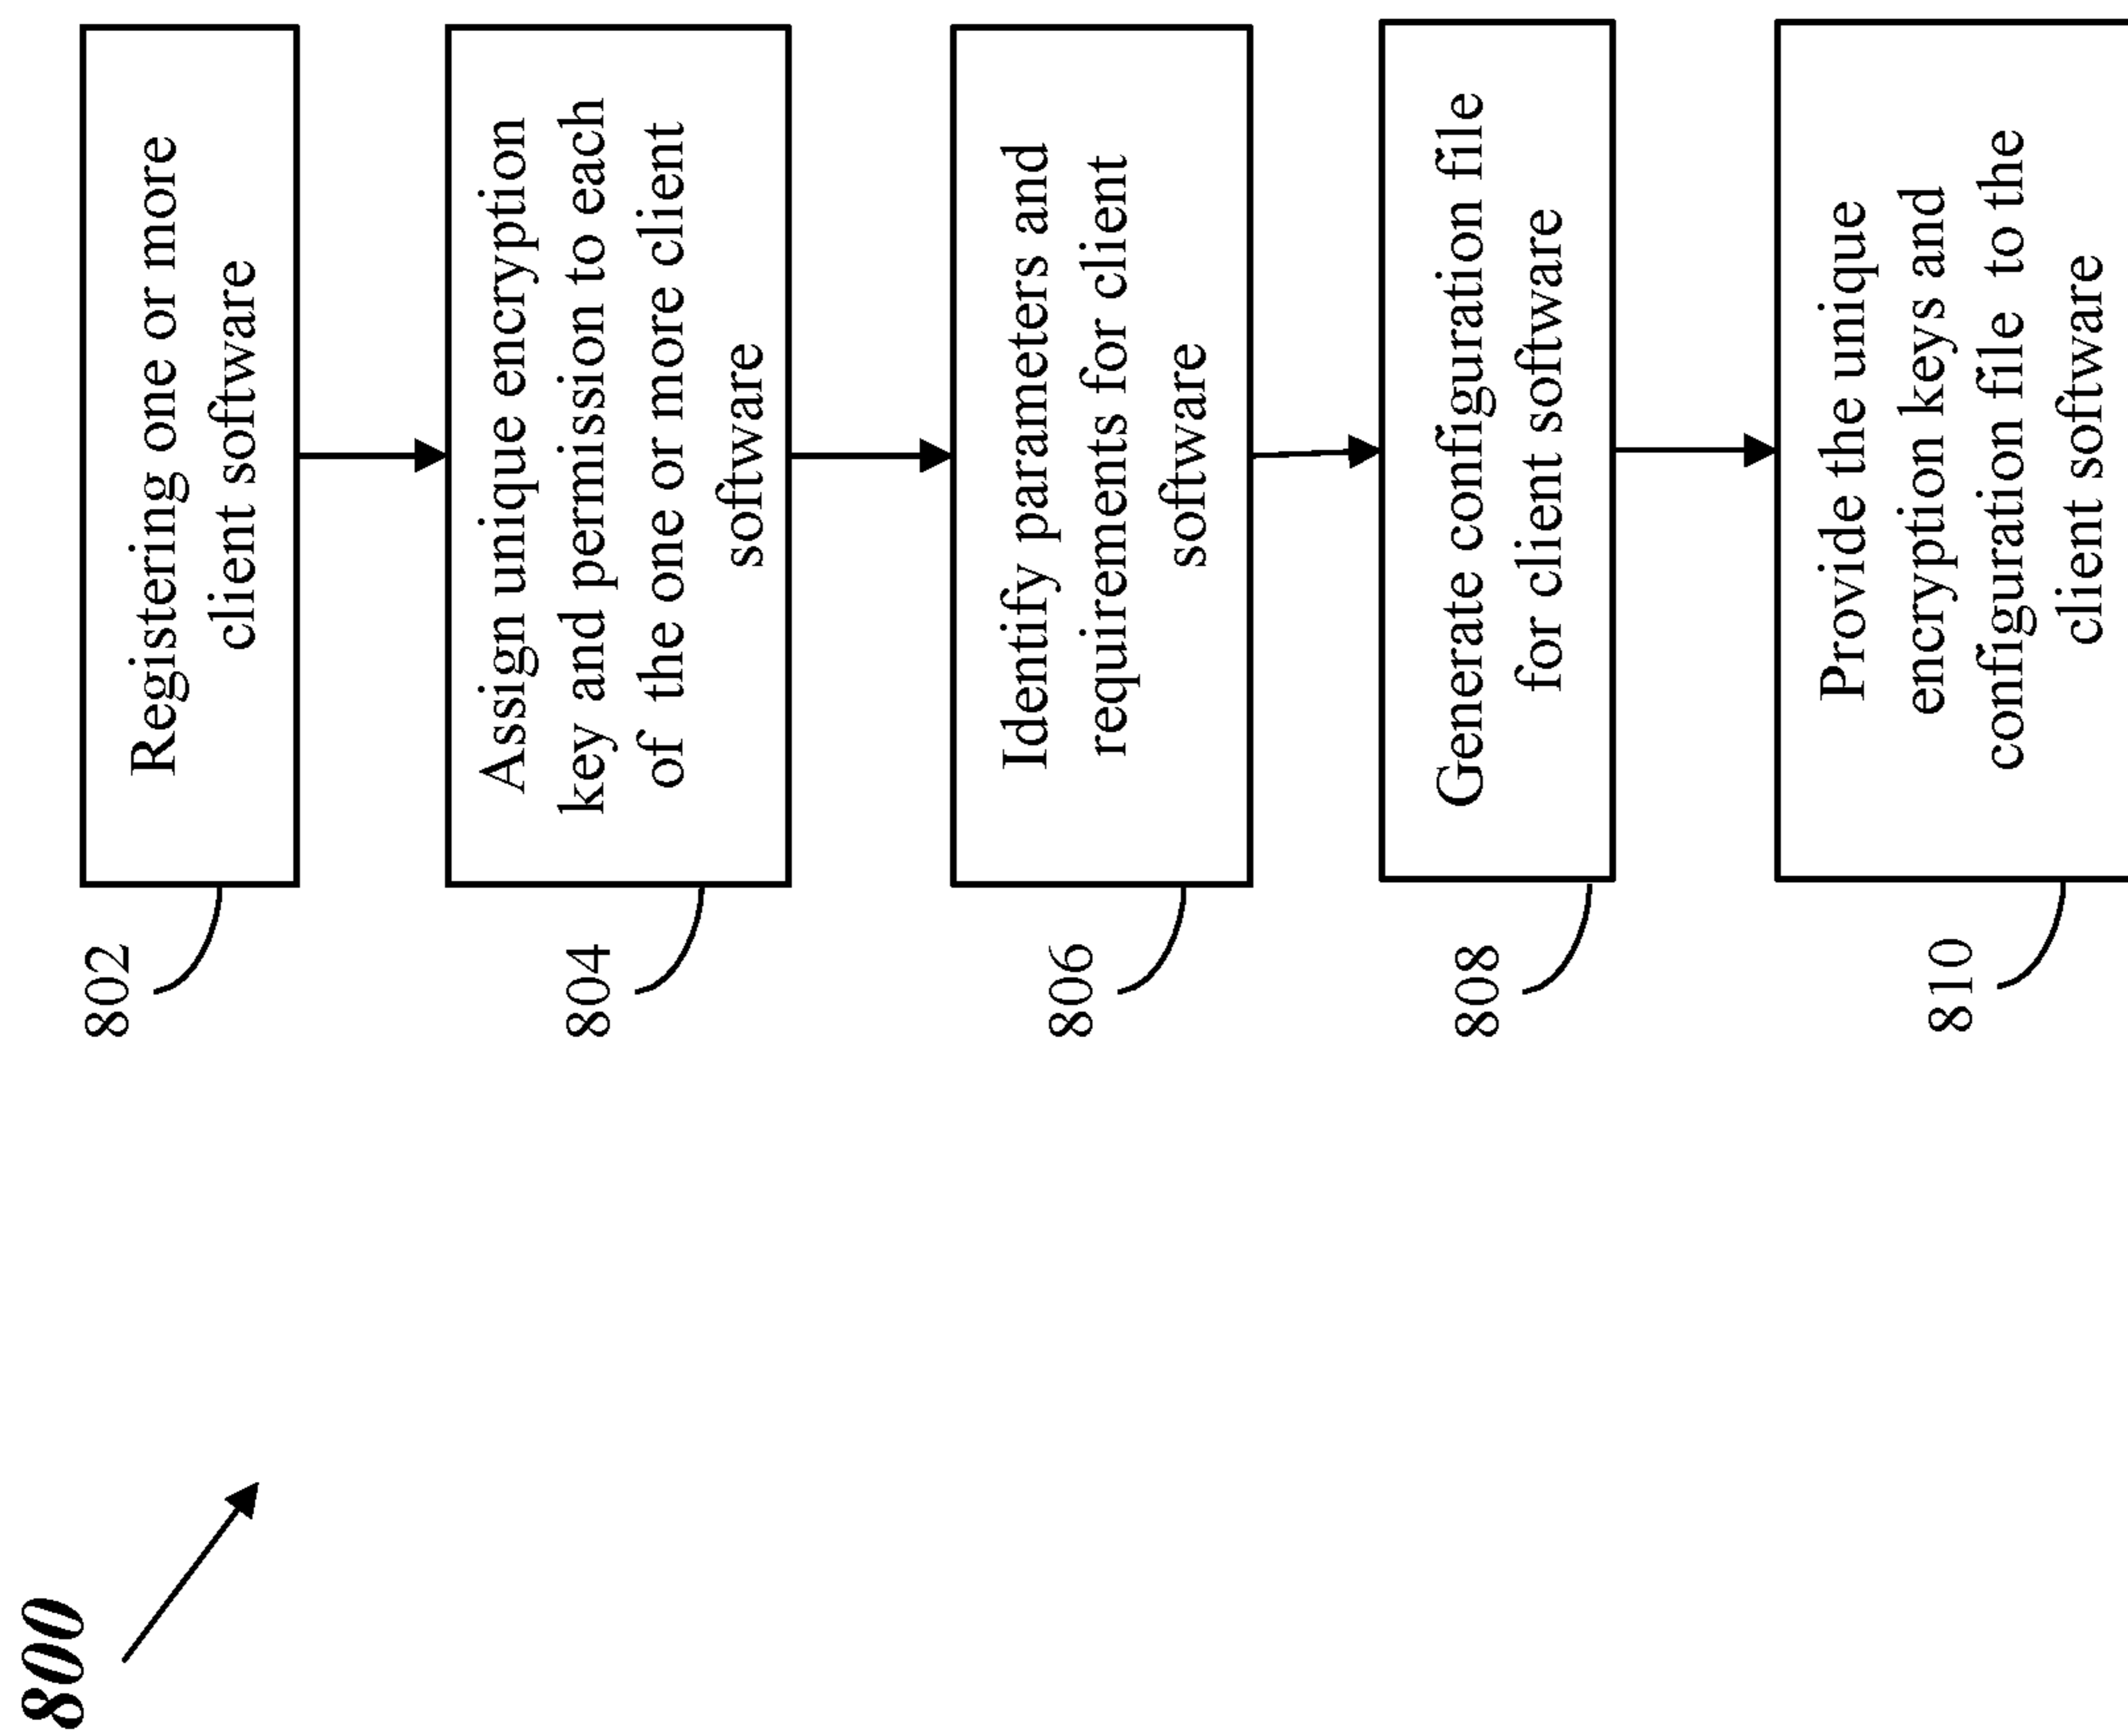 800
802
Registering one or more
client software
804
Assign unique encryption
key and permission to each
of the one or more client
software
806
Identify parameters and
requirements for client
software
808
Generate configuration file
for client software
810
Provide the unique
encryption keys and
configuration file to the
client software